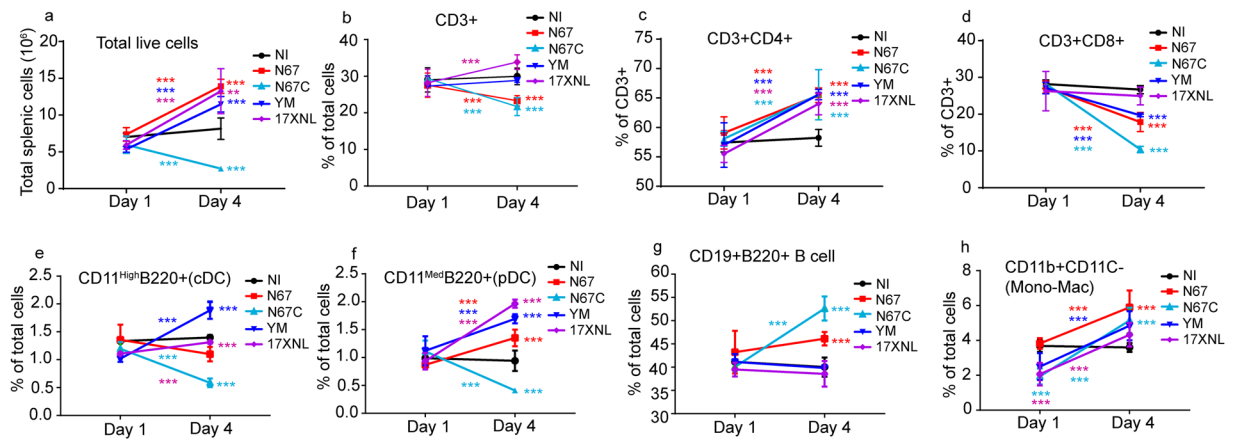 a
Total live cells
Total splenic cells (10⁶)
20
15
10
5
0
***
***
***
***
***
**
***
***
Day 1
Day 4
NI
N67
N67C
YM
17XNL
b
CD3+
% of total cells
40
30
20
10
0
***
***
***
***
***
Day 1
Day 4
NI
N67
N67C
YM
17XNL
c
CD3+CD4+
% of CD3+
75
70
65
60
55
50
***
***
***
***
***
***
***
***
Day 1
Day 4
NI
N67
N67C
YM
17XNL
d
CD3+CD8+
% of CD3+
40
30
20
10
0
***
***
***
***
***
***
Day 1
Day 4
NI
N67
N67C
YM
17XNL
e
CD11ᴴⁱᵍʰB220+(cDC)
% of total cells
2.5
2.0
1.5
1.0
0.5
0.0
***
***
***
***
***
***
Day 1
Day 4
NI
N67
N67C
YM
17XNL
f
CD11ᴹᵉᵈB220+(pDC)
% of total cells
2.5
2.0
1.5
1.0
0.5
0.0
***
***
***
***
***
***
***
***
Day 1
Day 4
NI
N67
N67C
YM
17XNL
g
CD19+B220+ B cell
% of total cells
60
55
50
45
40
35
30
***
***
***
Day 1
Day 4
NI
N67
N67C
YM
17XNL
h
CD11b+CD11C-
(Mono-Mac)
% of total cells
8
6
4
2
0
***
***
***
***
***
***
***
***
Day 1
Day 4
NI
N67
N67C
YM
17XNL